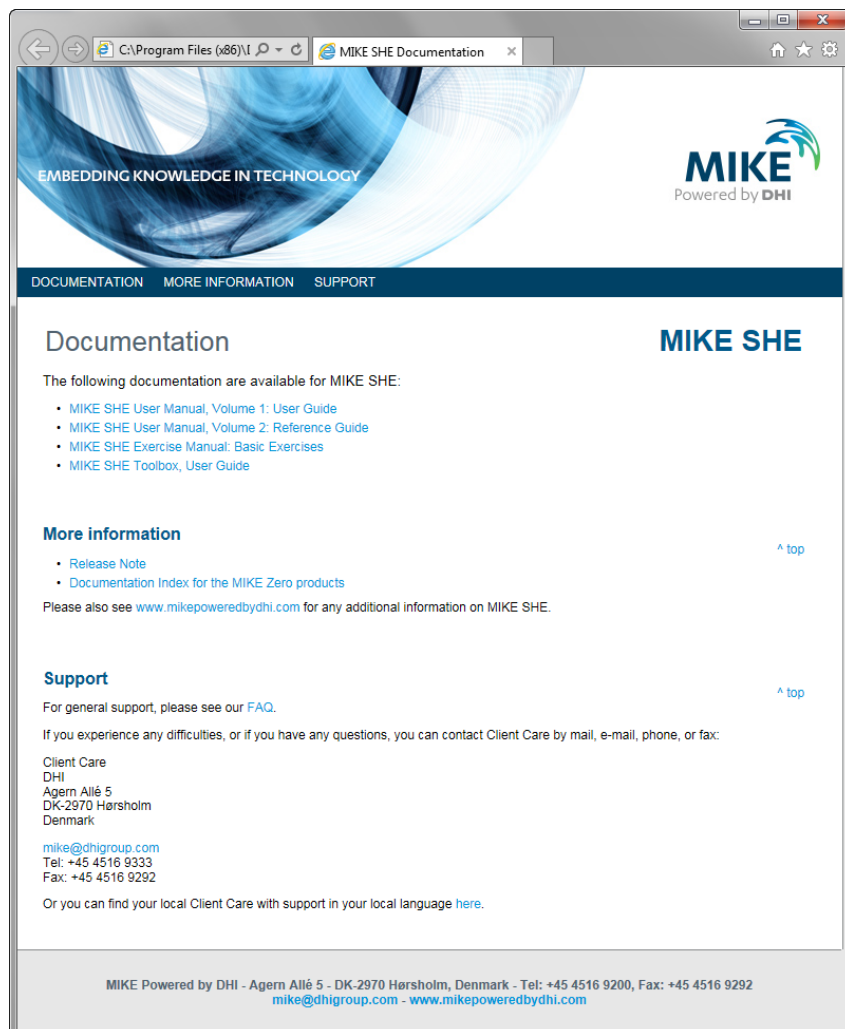 C:\Program Files (x86)\
MIKE SHE Documentation
EMBEDDING KNOWLEDGE IN TECHNOLOGY
MIKE
Powered by DHI
DOCUMENTATION MORE INFORMATION SUPPORT
Documentation
MIKE SHE
The following documentation are available for MIKE SHE:
• MIKE SHE User Manual, Volume 1: User Guide
• MIKE SHE User Manual, Volume 2: Reference Guide
• MIKE SHE Exercise Manual: Basic Exercises
• MIKE SHE Toolbox, User Guide
More information
^ top
• Release Note
• Documentation Index for the MIKE Zero products
Please also see www.mikepoweredbydhi.com for any additional information on MIKE SHE.
Support
^ top
For general support, please see our FAQ.
If you experience any difficulties, or if you have any questions, you can contact Client Care by mail, e-mail, phone, or fax:
Client Care
DHI
Agern Allé 5
DK-2970 Hørsholm
Denmark
mike@dhigroup.com
Tel: +45 4516 9333
Fax: +45 4516 9292
Or you can find your local Client Care with support in your local language here.
MIKE Powered by DHI - Agern Allé 5 - DK-2970 Hørsholm, Denmark - Tel: +45 4516 9200, Fax: +45 4516 9292
mike@dhigroup.com - www.mikepoweredbydhi.com